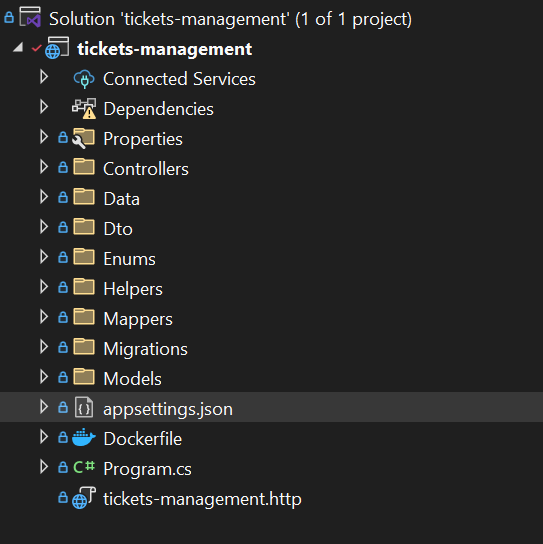 Solution 'tickets-management' (1 of 1 project)
tickets-management
Connected Services
Dependencies
Properties
Controllers
Data
Dto
Enums
Helpers
Mappers
Migrations
Models
appsettings.json
Dockerfile
C# Program.cs
tickets-management.http